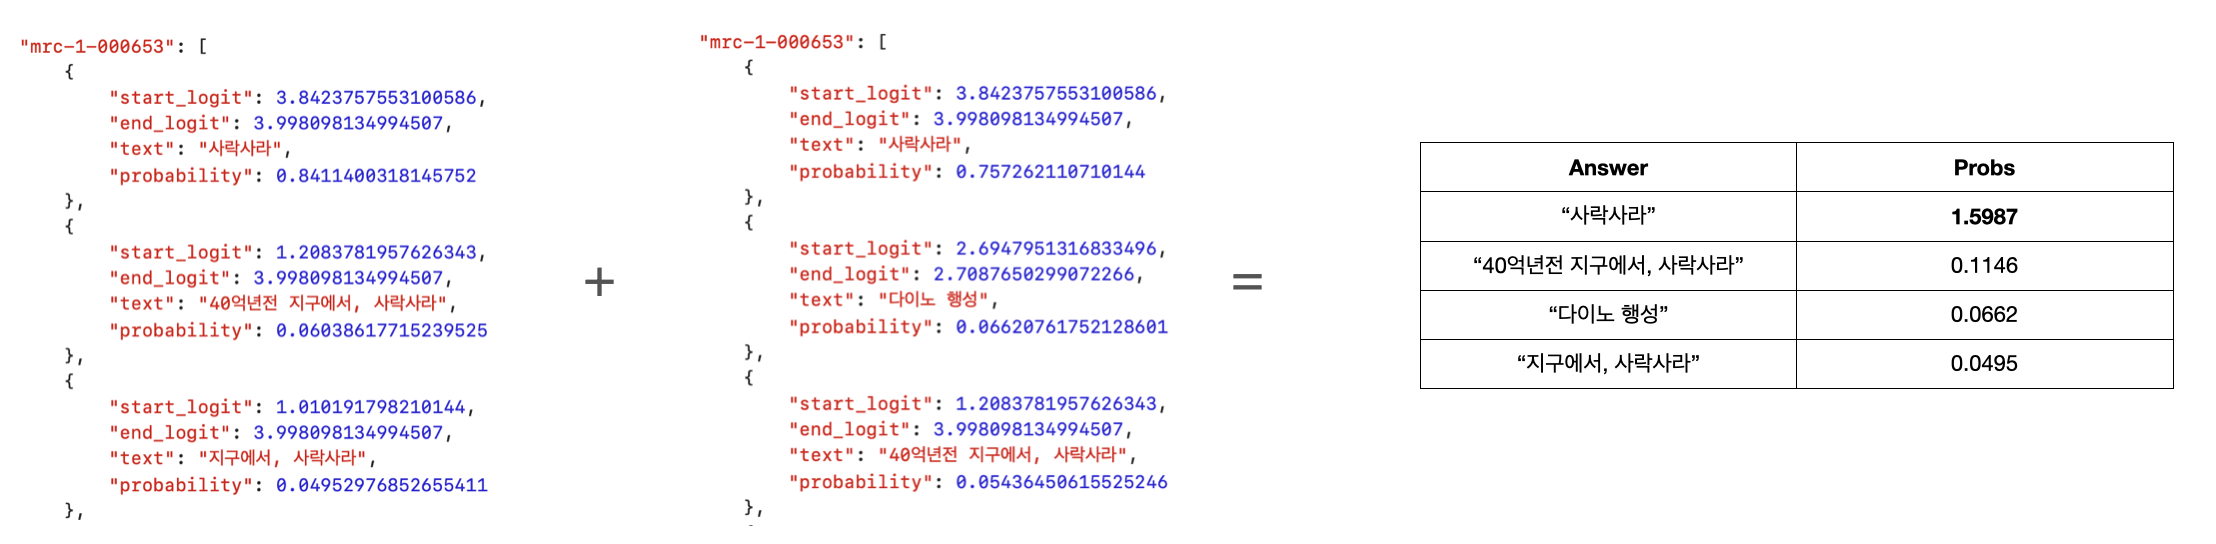 "mrc-1-000653": [
{
"start_logit": 3.8423757553100586,
"end_logit": 3.998098134994507,
"text": "사락사라",
"probability": 0.8411400318145752
},
{
"start_logit": 1.2083781957626343,
"end_logit": 3.998098134994507,
"text": "40억년전 지구에서, 사락사라",
"probability": 0.06038617715239525
},
{
"start_logit": 1.010191798210144,
"end_logit": 3.998098134994507,
"text": "지구에서, 사락사라",
"probability": 0.04952976852655411
},
+
"mrc-1-000653": [
{
"start_logit": 3.8423757553100586,
"end_logit": 3.998098134994507,
"text": "사락사라",
"probability": 0.757262110710144
},
{
"start_logit": 2.6947951316833496,
"end_logit": 2.7087650299072266,
"text": "다이노 행성",
"probability": 0.06620761752128601
},
{
"start_logit": 1.2083781957626343,
"end_logit": 3.998098134994507,
"text": "40억년전 지구에서, 사락사라",
"probability": 0.05436450615525246
},
=
Answer Probs
“사락사라” 1.5987
“40억년전 지구에서, 사락사라” 0.1146
“다이노 행성” 0.0662
“지구에서, 사락사라” 0.0495